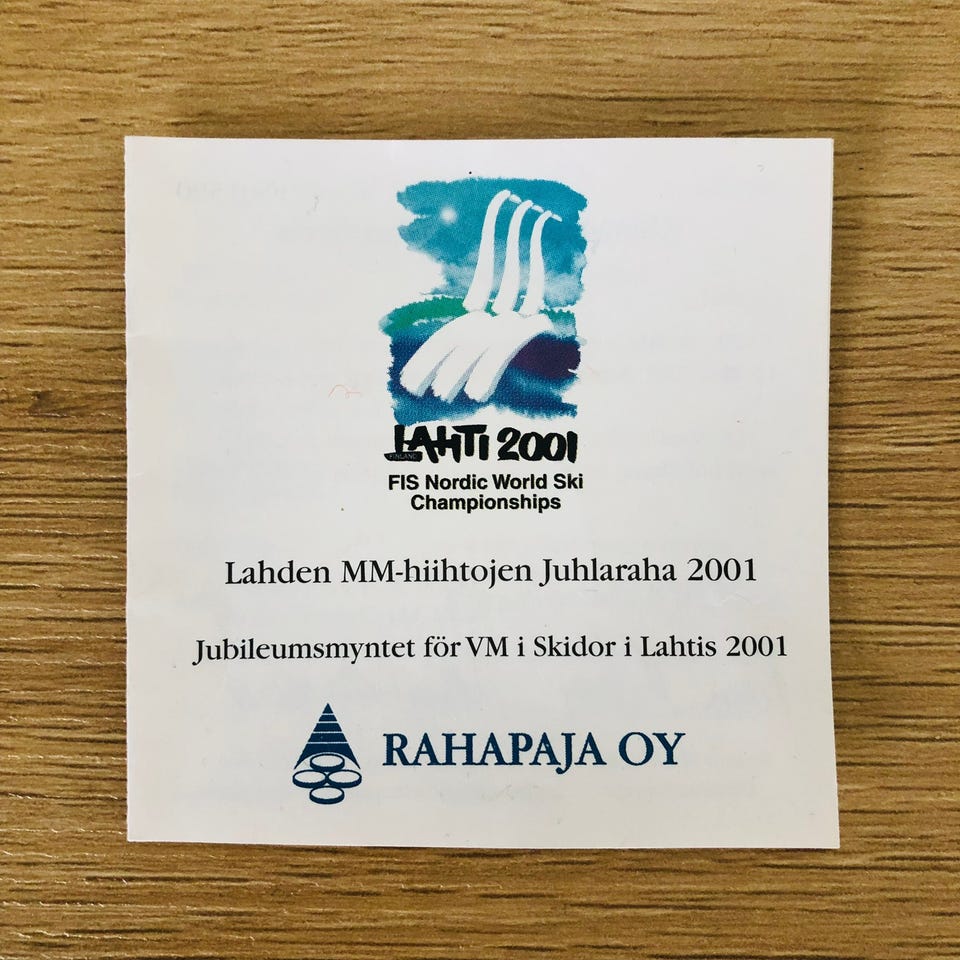 LAHTI 2001
FINLAND
FIS Nordic World Ski
Championships
Lahden MM-hiihtojen Juhlaraha 2001
Jubileumsmyntet för VM i Skidor i Lahtis 2001
RAHAPAJA OY